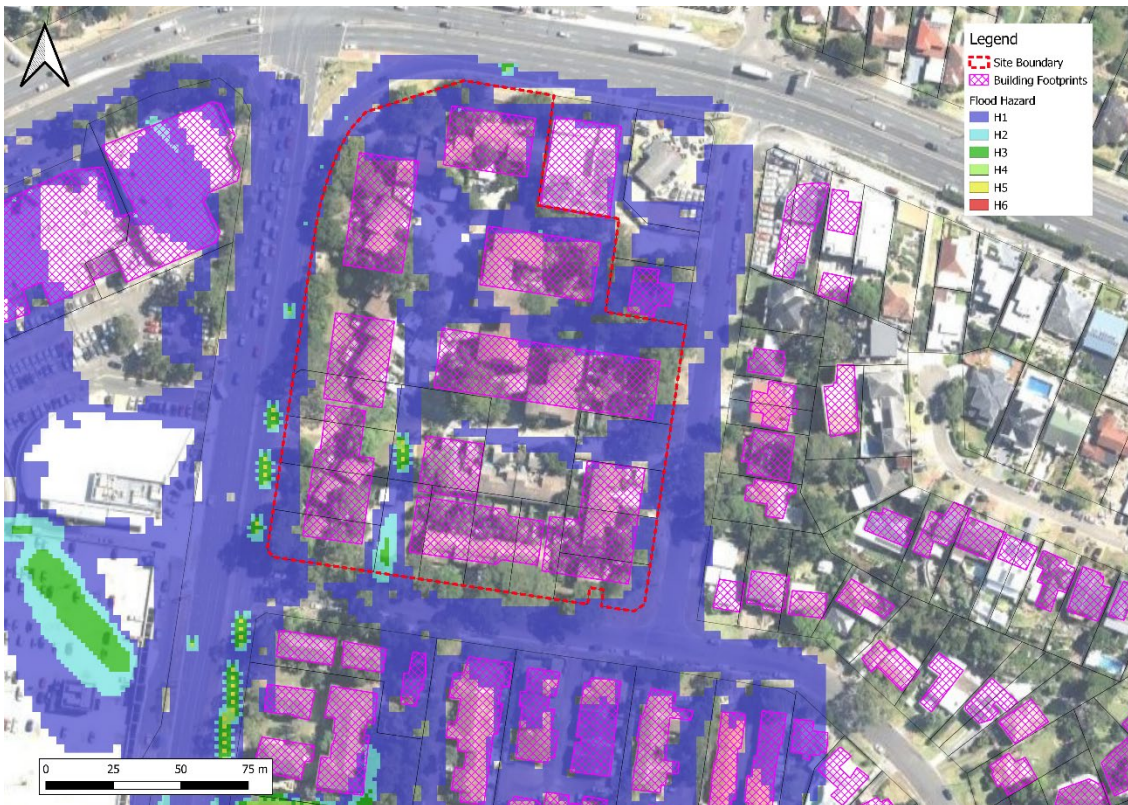 Legend
Site Boundary
Building Footprints
Flood Hazard
H1
H2
H3
H4
H5
H6
0 25 50 75 m